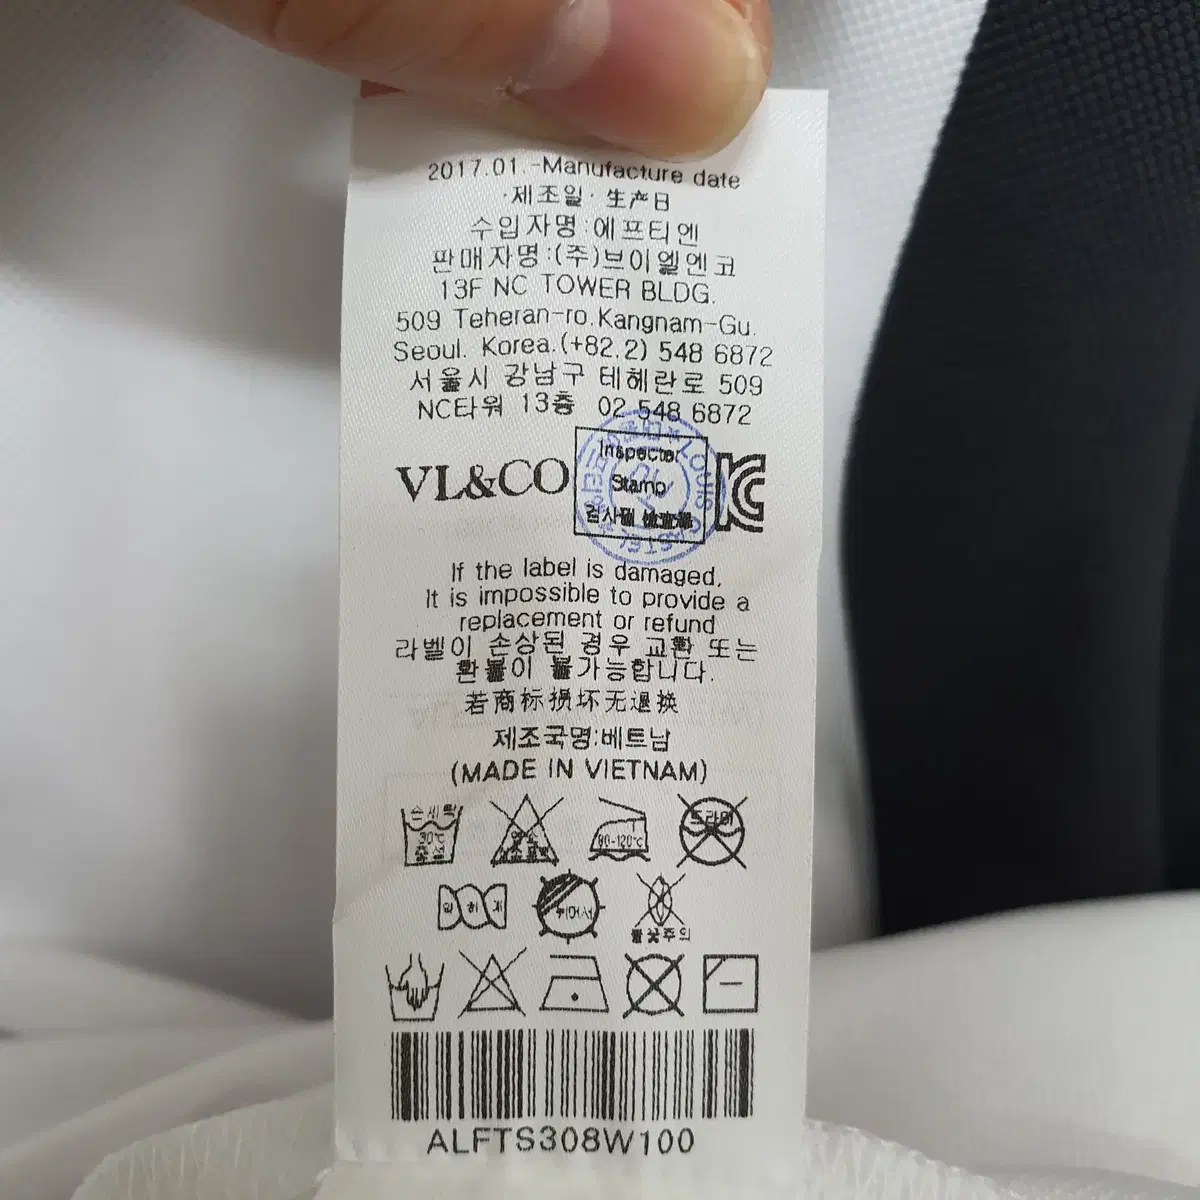 2017.01.-Manufacture date
·제조일· 生产日
수입자명:에프티엔
판매자명:(주)브이엘엔코
13F NC TOWER BLDG.
509 Teheran-ro.Kangnam-Gu.
Seoul. Korea.(+82.2) 548 6872
서울시 강남구 테헤란로 509
NC타워 13층 02 548 6872
VL&CO
Inspector
Stamp
LOUIS CASTEL
If the label is damaged,
It is impossible to provide a
replacement or refund
라벨이 손상된 경우 교환 또는
환불이 불가능합니다.
若商标损坏无退换
제조국명:베트남
(MADE IN VIETNAM)
손세탁
30℃
중성
염소
80-120℃
드라이
약하게
뉘어서
불꽃주의
ALFTS308W100